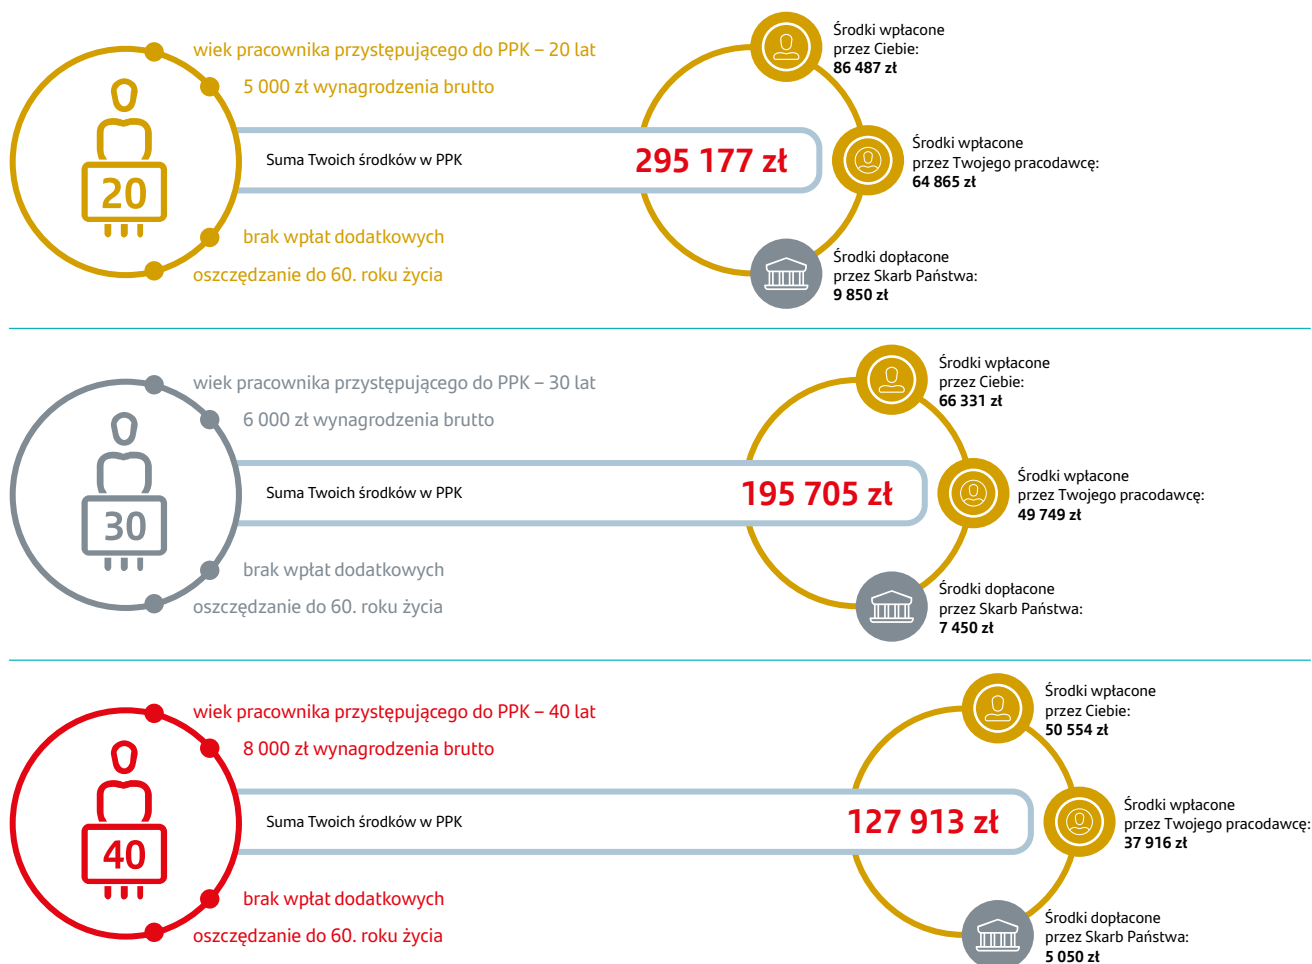 wiek pracownika przystępującego do PPK – 20 lat
5 000 zł wynagrodzenia brutto
20
Suma Twoich środków w PPK
295 177 zł
brak wpłat dodatkowych
oszczędzanie do 60. roku życia
Środki wpłacone
przez Ciebie:
86 487 zł
Środki wpłacone
przez Twojego pracodawcę:
64 865 zł
Środki dopłacone
przez Skarb Państwa:
9 850 zł
wiek pracownika przystępującego do PPK – 30 lat
6 000 zł wynagrodzenia brutto
30
Suma Twoich środków w PPK
195 705 zł
brak wpłat dodatkowych
oszczędzanie do 60. roku życia
Środki wpłacone
przez Ciebie:
66 331 zł
Środki wpłacone
przez Twojego pracodawcę:
49 749 zł
Środki dopłacone
przez Skarb Państwa:
7 450 zł
wiek pracownika przystępującego do PPK – 40 lat
8 000 zł wynagrodzenia brutto
40
Suma Twoich środków w PPK
127 913 zł
brak wpłat dodatkowych
oszczędzanie do 60. roku życia
Środki wpłacone
przez Ciebie:
50 554 zł
Środki wpłacone
przez Twojego pracodawcę:
37 916 zł
Środki dopłacone
przez Skarb Państwa:
5 050 zł